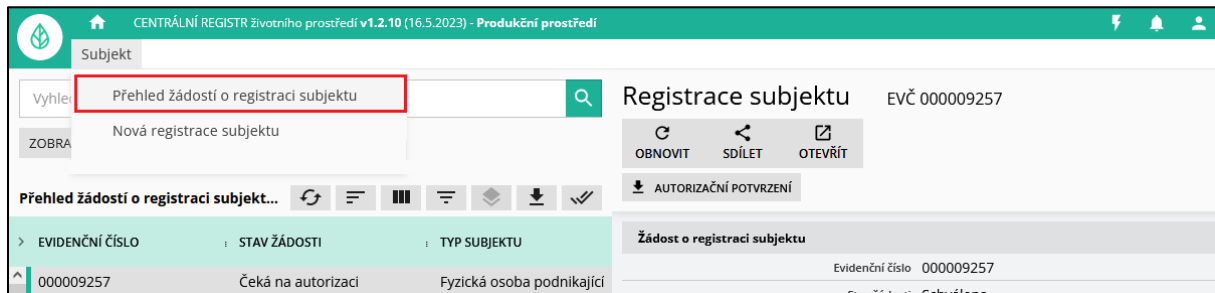 CENTRÁLNÍ REGISTR životního prostředí v1.2.10 (16.5.2023) - Produkční prostředí
Subjekt
Přehled žádostí o registraci subjektu
Nová registrace subjektu
ZOBRA
Registrace subjektu EVČ 000009257
OBNOVIT SDÍLET OTEVŘÍT
AUTORIZAČNÍ POTVRZENÍ
Přehled žádostí o registraci subjekt...
EVIDENČNÍ ČÍSLO STAV ŽÁDOSTI TYP SUBJEKTU
000009257 Čeká na autorizaci Fyzická osoba podnikající
Žádost o registraci subjektu
Evidenční číslo 000009257